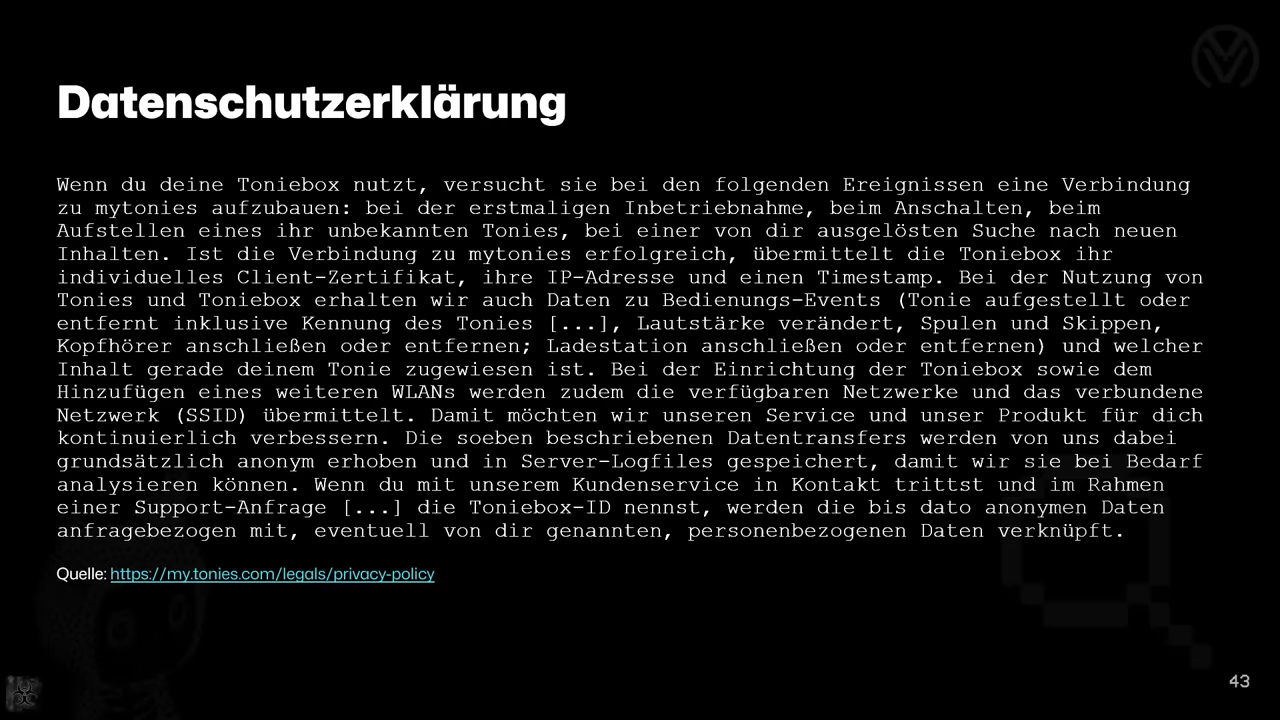 Datenschutzerklärung
Wenn du deine Toniebox nutzt, versucht sie bei den folgenden Ereignissen eine Verbindung
zu mytonies aufzubauen: bei der erstmaligen Inbetriebnahme, beim Anschalten, beim
Aufstellen eines ihr unbekannten Tonies, bei einer von dir ausgelösten Suche nach neuen
Inhalten. Ist die Verbindung zu mytonies erfolgreich, übermittelt die Toniebox ihr
individuelles Client-Zertifikat, ihre IP-Adresse und einen Timestamp. Bei der Nutzung von
Tonies und Toniebox erhalten wir auch Daten zu Bedienungs-Events (Tonie aufgestellt oder
entfernt inklusive Kennung des Tonies [...], Lautstärke verändert, Spulen und Skippen,
Kopfhörer anschließen oder entfernen; Ladestation anschließen oder entfernen) und welcher
Inhalt gerade deinem Tonie zugewiesen ist. Bei der Einrichtung der Toniebox sowie dem
Hinzufügen eines weiteren WLANs werden zudem die verfügbaren Netzwerke und das verbundene
Netzwerk (SSID) übermittelt. Damit möchten wir unseren Service und unser Produkt für dich
kontinuierlich verbessern. Die soeben beschriebenen Datentransfers werden von uns dabei
grundsätzlich anonym erhoben und in Server-Logfiles gespeichert, damit wir sie bei Bedarf
analysieren können. Wenn du mit unserem Kundenservice in Kontakt trittst und im Rahmen
einer Support-Anfrage [...] die Toniebox-ID nennst, werden die bis dato anonymen Daten
anfragebezogen mit, eventuell von dir genannten, personenbezogenen Daten verknüpft.
Quelle: https://my.tonies.com/legals/privacy-policy
43